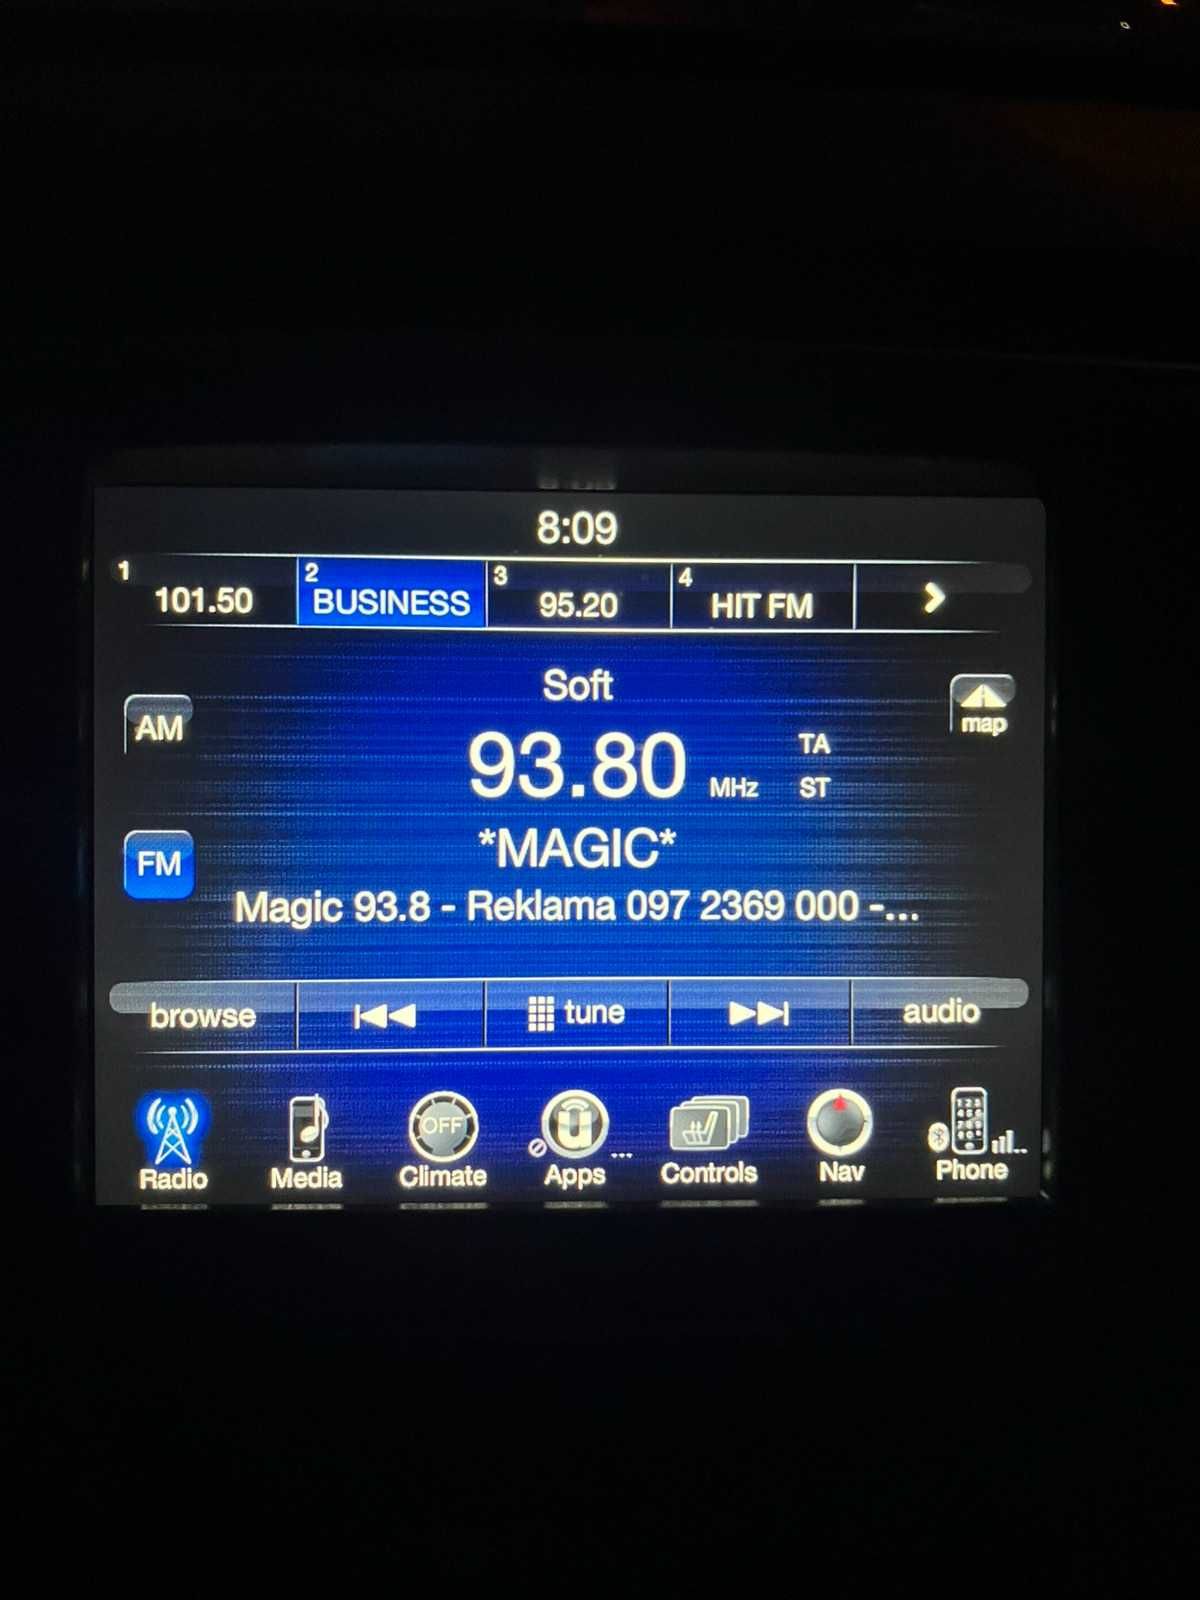 8:09
1 101.50 2 BUSINESS 3 95.20 4 HIT FM
Soft
AM
map
93.80 MHz TA ST
FM
*MAGIC*
Magic 93.8 - Reklama 097 2369 000 -...
browse tune audio
OFF
Radio Media Climate Apps ... Controls Nav Phone